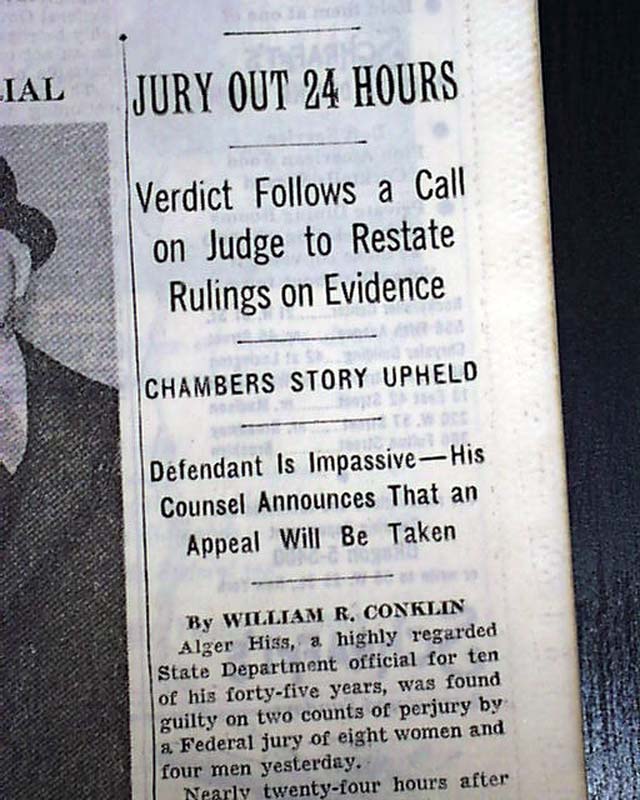 IAL
JURY OUT 24 HOURS
Verdict Follows a Call
on Judge to Restate
Rulings on Evidence
CHAMBERS STORY UPHELD
Defendant Is Impassive—His
Counsel Announces That an
Appeal Will Be Taken
By WILLIAM R. CONKLIN
Alger Hiss, a highly regarded
State Department official for ten
of his forty-five years, was found
guilty on two counts of perjury by
a Federal jury of eight women and
four men yesterday.
Nearly twenty-four hours after